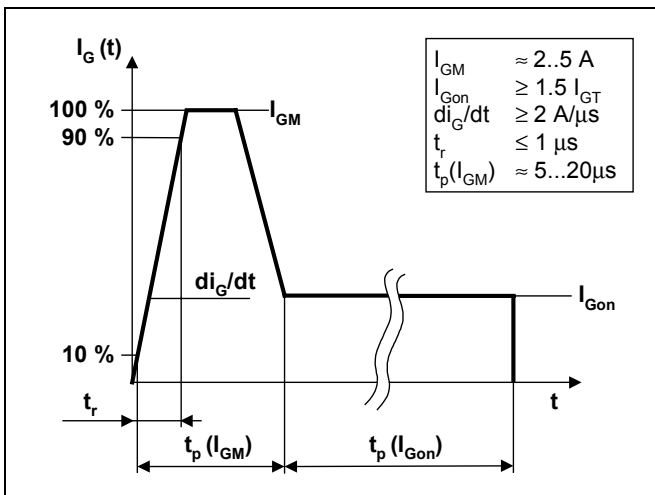 I_G (t)
100 %
90 %
10 %
I_GM
di_G/dt
I_Gon
t
t_r
t_p (I_GM)
t_p (I_Gon)
I_GM ≈ 2..5 A
I_Gon ≥ 1.5 I_GT
di_G/dt ≥ 2 A/µs
t_r ≤ 1 µs
t_p(I_GM) ≈ 5...20µs